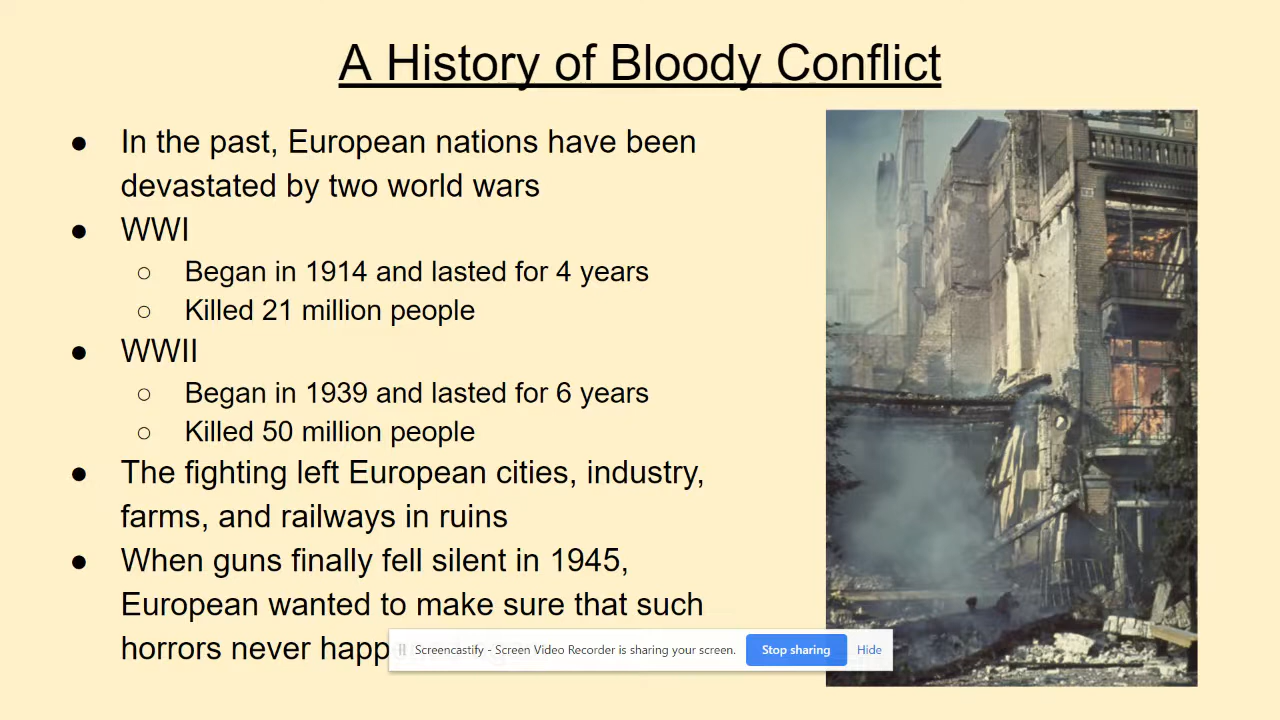 A History of Bloody Conflict
● In the past, European nations have been
devastated by two world wars
● WWI
○ Began in 1914 and lasted for 4 years
○ Killed 21 million people
● WWII
○ Began in 1939 and lasted for 6 years
○ Killed 50 million people
● The fighting left European cities, industry,
farms, and railways in ruins
● When guns finally fell silent in 1945,
European wanted to make sure that such
horrors never
Screencastify - Screen Video Recorder is sharing your screen. Stop sharing Hide